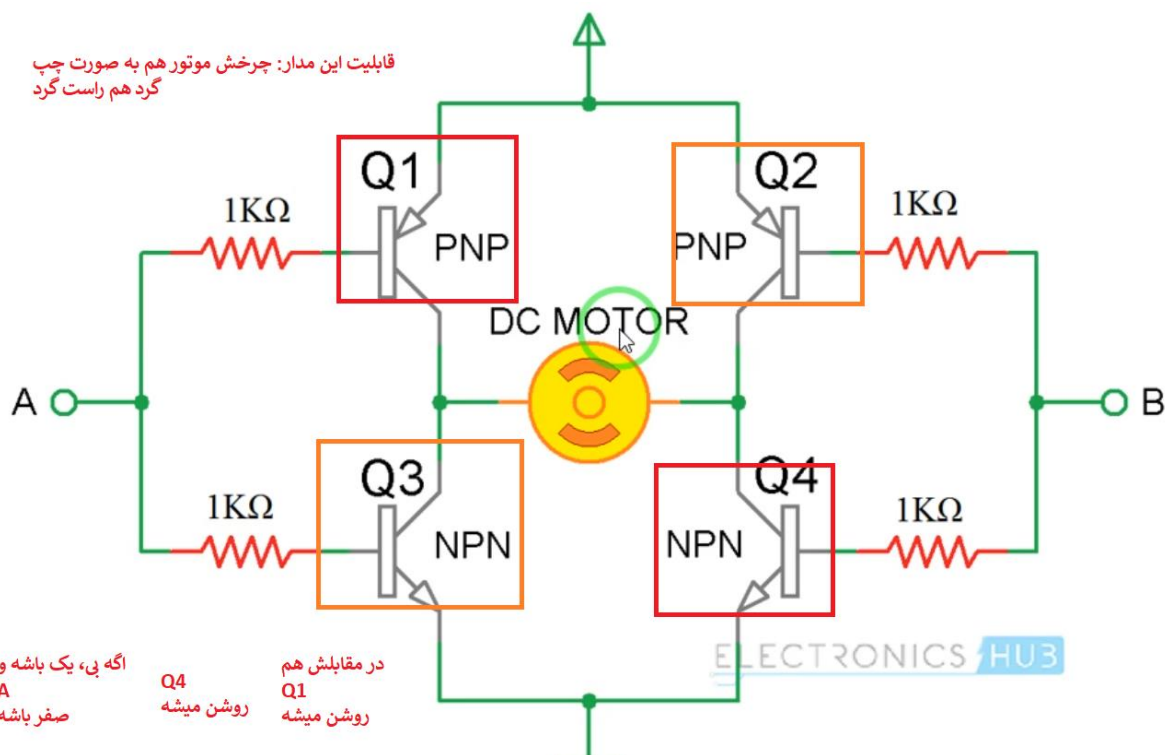 قابلیت این مدار: چرخش موتور هم به صورت چپ
گرد هم راست گرد
Q1
Q2
1KΩ
1KΩ
PNP
PNP
DC MOTOR
A
B
Q3
Q4
1KΩ
1KΩ
NPN
NPN
ELECTRONICS HUB
اگه بی، یک باشه و
A
صفر باشه
Q4
روشن میشه
در مقابلش هم
Q1
روشن میشه